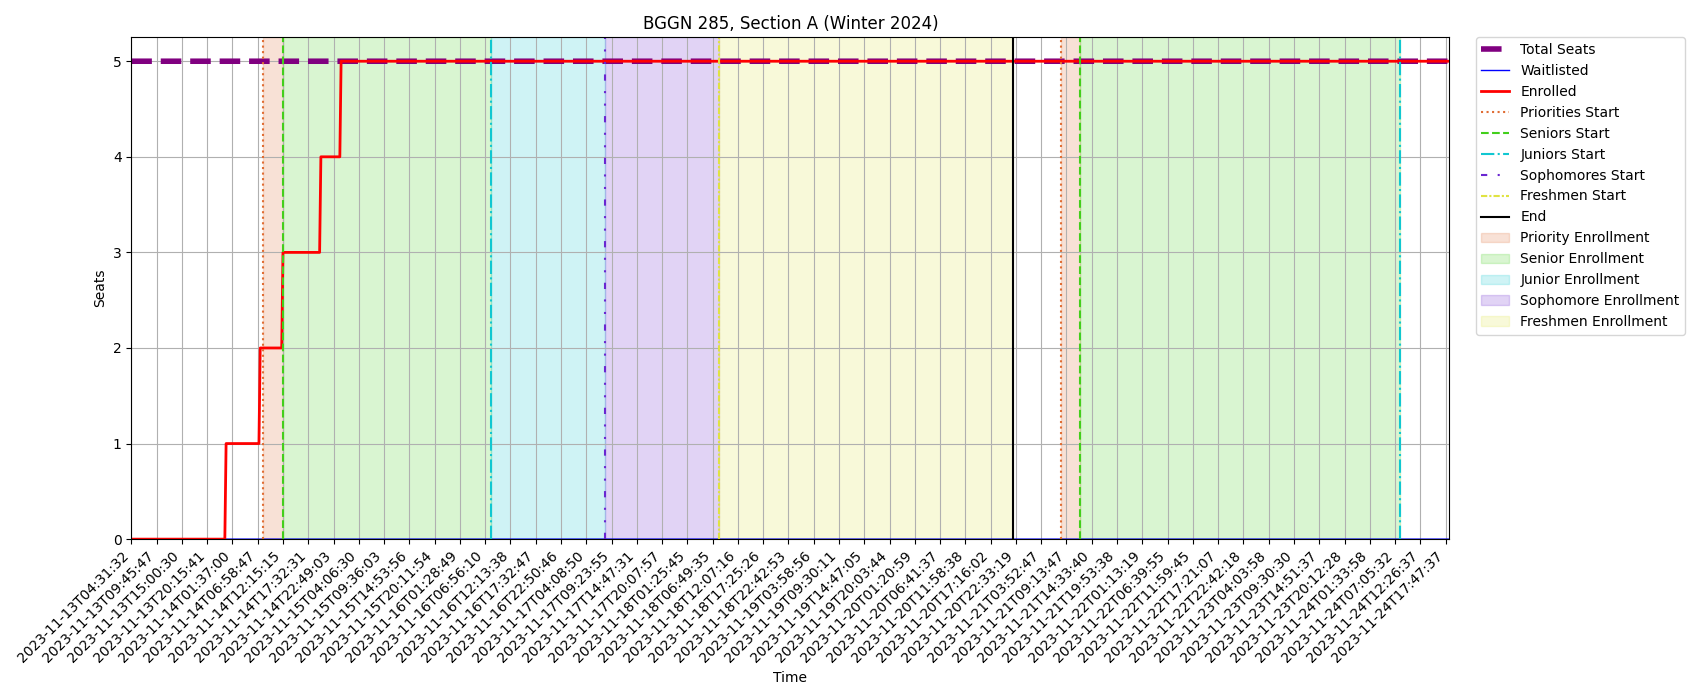 BGGN 285, Section A (Winter 2024)
Total Seats
Waitlisted
Enrolled
Priorities Start
Seniors Start
Juniors Start
Sophomores Start
Freshmen Start
End
Priority Enrollment
Senior Enrollment
Junior Enrollment
Sophomore Enrollment
Freshmen Enrollment
Seats
5
4
3
2
1
0
2023-11-13T04:31:32
2023-11-13T09:45:47
2023-11-13T15:00:30
2023-11-13T20:15:41
2023-11-14T01:37:00
2023-11-14T06:58:47
2023-11-14T12:15:15
2023-11-14T17:32:31
2023-11-14T22:49:03
2023-11-15T04:06:30
2023-11-15T09:36:03
2023-11-15T14:53:56
2023-11-15T20:11:54
2023-11-16T01:28:49
2023-11-16T06:56:10
2023-11-16T12:13:38
2023-11-16T17:32:47
2023-11-16T22:50:46
2023-11-17T04:08:50
2023-11-17T09:23:55
2023-11-17T14:47:31
2023-11-17T20:07:57
2023-11-18T01:25:45
2023-11-18T06:49:35
2023-11-18T12:07:16
2023-11-18T17:25:26
2023-11-18T22:42:53
2023-11-19T03:58:56
2023-11-19T09:30:11
2023-11-19T14:47:05
2023-11-19T20:03:44
2023-11-20T01:20:59
2023-11-20T06:41:37
2023-11-20T11:58:38
2023-11-20T17:16:02
2023-11-20T22:33:19
2023-11-21T03:52:47
2023-11-21T09:13:47
2023-11-21T14:33:40
2023-11-21T19:53:38
2023-11-22T01:13:19
2023-11-22T06:39:55
2023-11-22T11:59:45
2023-11-22T17:21:07
2023-11-22T22:42:18
2023-11-23T04:03:58
2023-11-23T09:30:30
2023-11-23T14:51:37
2023-11-23T20:12:28
2023-11-24T01:33:58
2023-11-24T07:05:32
2023-11-24T12:26:37
2023-11-24T17:47:37
Time